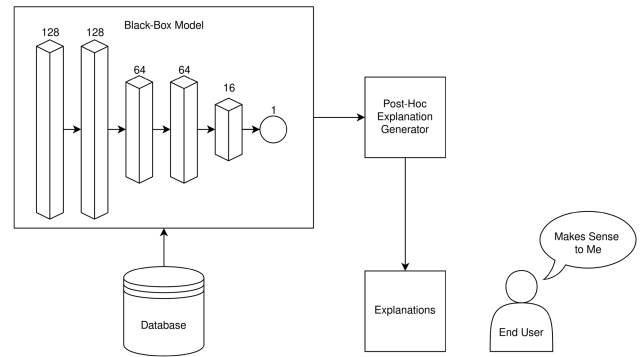 Black-Box Model
128
128
64
64
16
1
Post-Hoc
Explanation
Generator
Makes Sense
to Me
Database
Explanations
End User